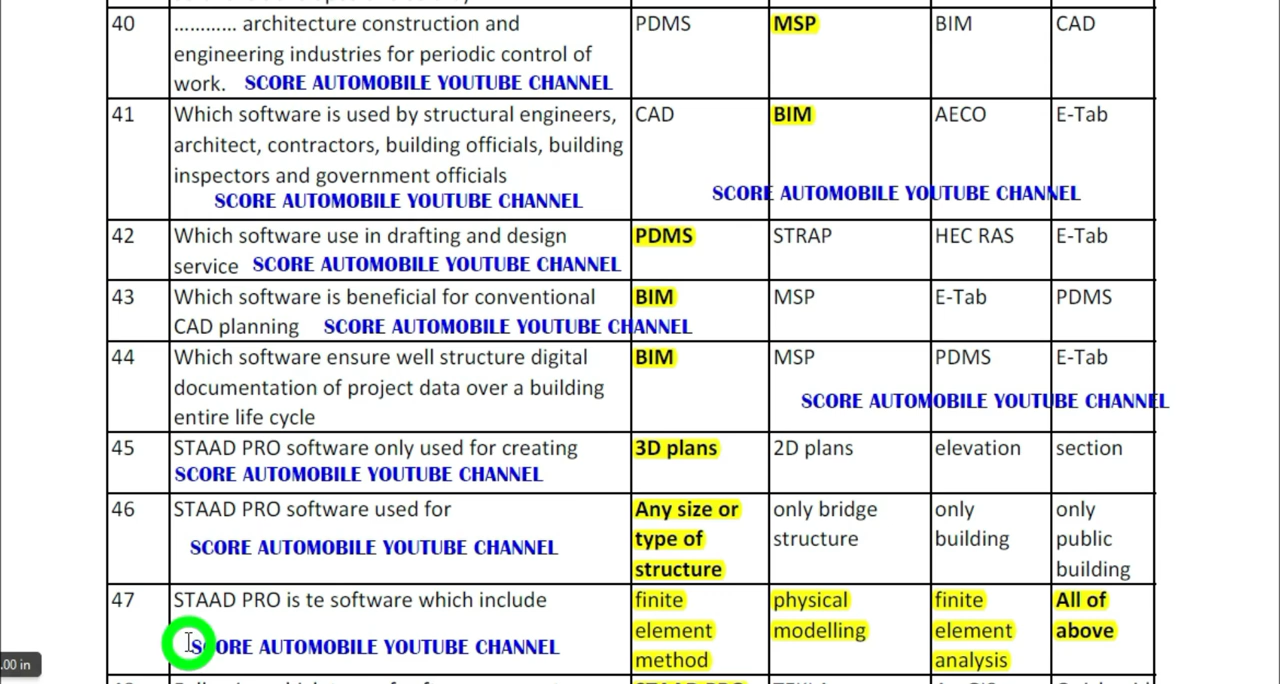 40
………… architecture construction and
engineering industries for periodic control of
work. SCORE AUTOMOBILE YOUTUBE CHANNEL
PDMS
MSP
BIM
CAD
41
Which software is used by structural engineers,
architect, contractors, building officials, building
inspectors and government officials
SCORE AUTOMOBILE YOUTUBE CHANNEL
CAD
BIM
AECO
E-Tab
SCORE AUTOMOBILE YOUTUBE CHANNEL
42
Which software use in drafting and design
service SCORE AUTOMOBILE YOUTUBE CHANNEL
PDMS
STRAP
HEC RAS
E-Tab
43
Which software is beneficial for conventional
CAD planning SCORE AUTOMOBILE YOUTUBE CHANNEL
BIM
MSP
E-Tab
PDMS
44
Which software ensure well structure digital
documentation of project data over a building
entire life cycle
BIM
MSP
PDMS
E-Tab
SCORE AUTOMOBILE YOUTUBE CHANNEL
45
STAAD PRO software only used for creating
SCORE AUTOMOBILE YOUTUBE CHANNEL
3D plans
2D plans
elevation
section
46
STAAD PRO software used for
SCORE AUTOMOBILE YOUTUBE CHANNEL
Any size or
type of
structure
only bridge
structure
only
building
only
public
building
47
STAAD PRO is te software which include
SCORE AUTOMOBILE YOUTUBE CHANNEL
finite
element
method
physical
modelling
finite
element
analysis
All of
above
.00 in